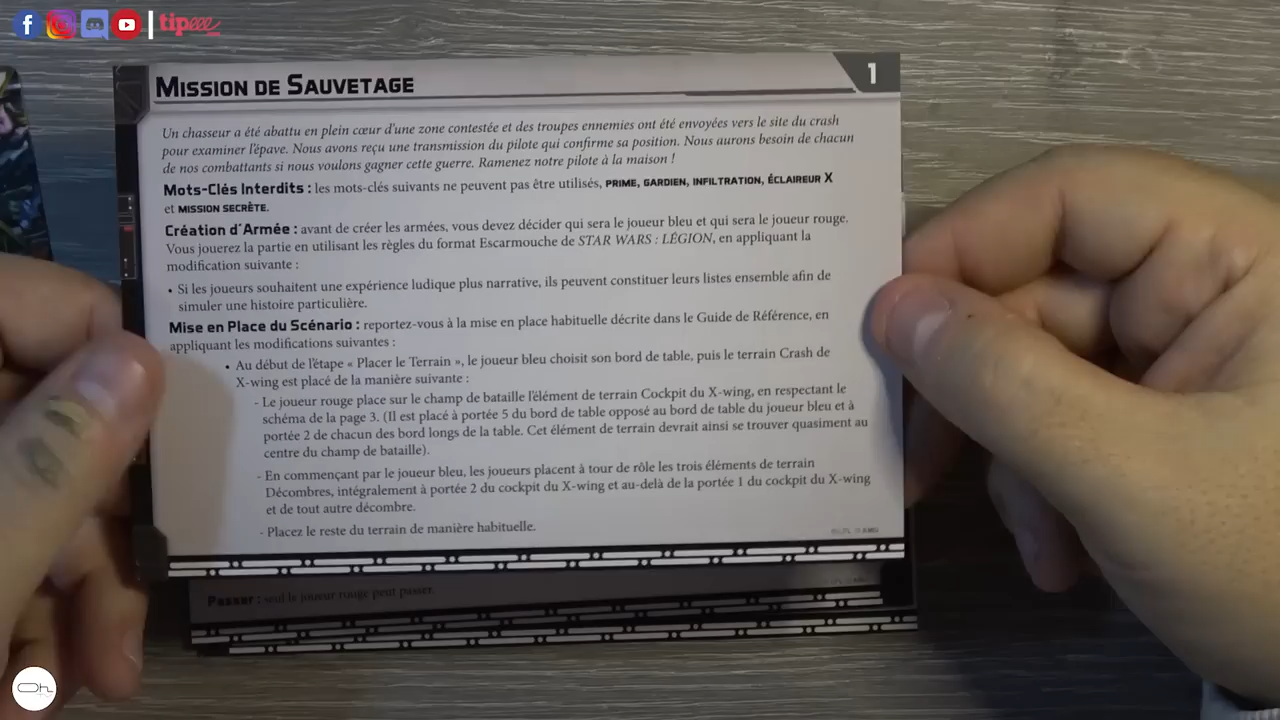 tipeee
MISSION DE SAUVETAGE
1
Un chasseur a été abattu en plein cœur d'une zone contestée et des troupes ennemies ont été envoyées vers le site du crash
pour examiner l'épave. Nous avons reçu une transmission du pilote qui confirme sa position. Nous aurons besoin de chacun
de nos combattants si nous voulons gagner cette guerre. Ramenez notre pilote à la maison !
Mots-Clés Interdits : les mots-clés suivants ne peuvent pas être utilisés, PRIME, GARDIEN, INFILTRATION, ÉCLAIREUR X
et MISSION SECRÈTE.
Création d'Armée : avant de créer les armées, vous devez décider qui sera le joueur bleu et qui sera le joueur rouge.
Vous jouerez la partie en utilisant les règles du format Escarmouche de STAR WARS : LÉGION, en appliquant la
modification suivante :
• Si les joueurs souhaitent une expérience ludique plus narrative, ils peuvent constituer leurs listes ensemble afin de
simuler une histoire particulière.
Mise en Place du Scénario : reportez-vous à la mise en place habituelle décrite dans le Guide de Référence, en
appliquant les modifications suivantes :
• Au début de l'étape « Placer le Terrain », le joueur bleu choisit son bord de table, puis le terrain Crash de
X-wing est placé de la manière suivante :
- Le joueur rouge place sur le champ de bataille l'élément de terrain Cockpit du X-wing, en respectant le
schéma de la page 3. (Il est placé à portée 5 du bord de table opposé au bord de table du joueur bleu et à
portée 2 de chacun des bord longs de la table. Cet élément de terrain devrait ainsi se trouver quasiment au
centre du champ de bataille).
- En commençant par le joueur bleu, les joueurs placent à tour de rôle les trois éléments de terrain
Décombres, intégralement à portée 2 du cockpit du X-wing et au-delà de la portée 1 du cockpit du X-wing
et de tout autre décombre.
- Placez le reste du terrain de manière habituelle.
Passer : seul le joueur rouge peut passer.